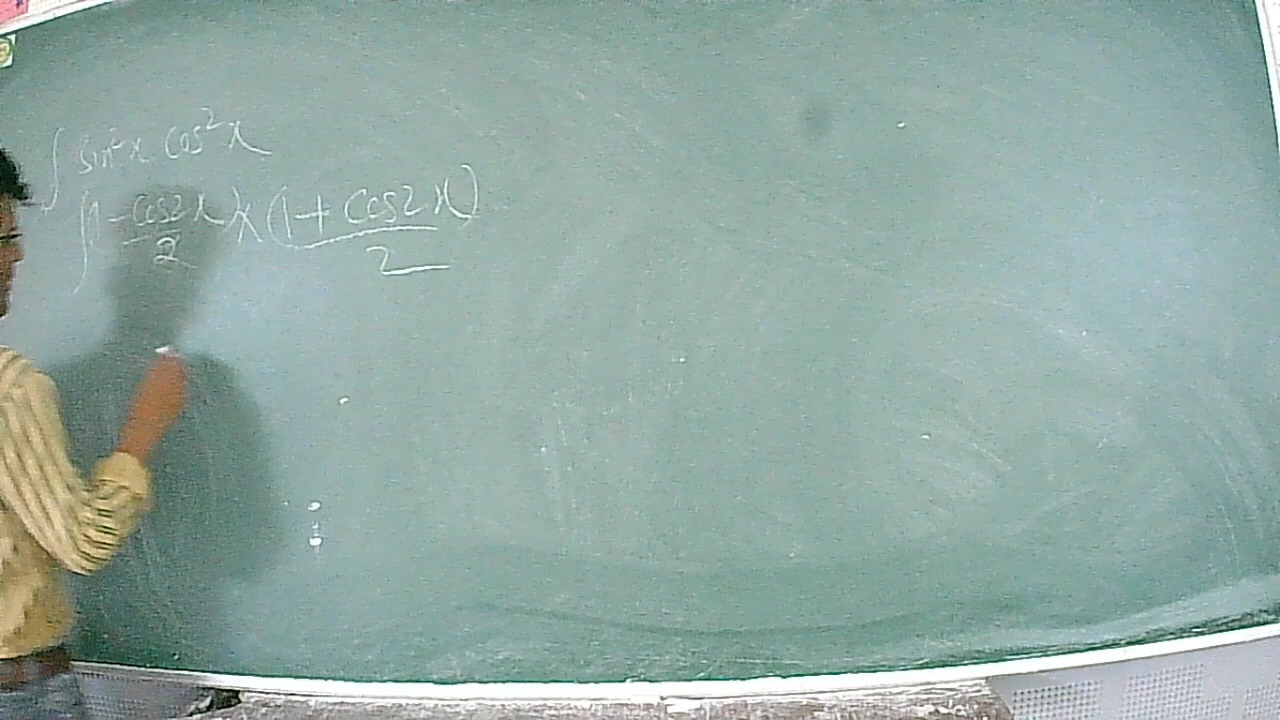 ∫ sin²x cos²x
∫(1 - cos2x)/2 × (1 + cos2x)/2